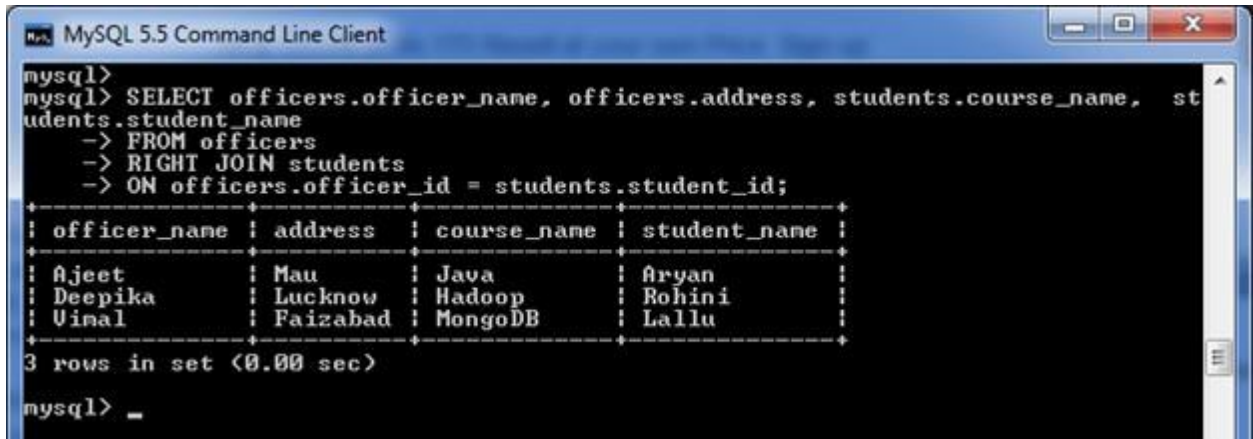 MySQL 5.5 Command Line Client
mysql>
mysql> SELECT officers.officer_name, officers.address, students.course_name,  st
udents.student_name
    -> FROM officers
    -> RIGHT JOIN students
    -> ON officers.officer_id = students.student_id;
+--------------+----------+-------------+--------------+
| officer_name | address  | course_name | student_name |
+--------------+----------+-------------+--------------+
| Ajeet        | Mau      | Java        | Aryan        |
| Deepika      | Lucknow  | Hadoop      | Rohini       |
| Vimal        | Faizabad | MongoDB     | Lallu        |
+--------------+----------+-------------+--------------+
3 rows in set (0.00 sec)
mysql> _